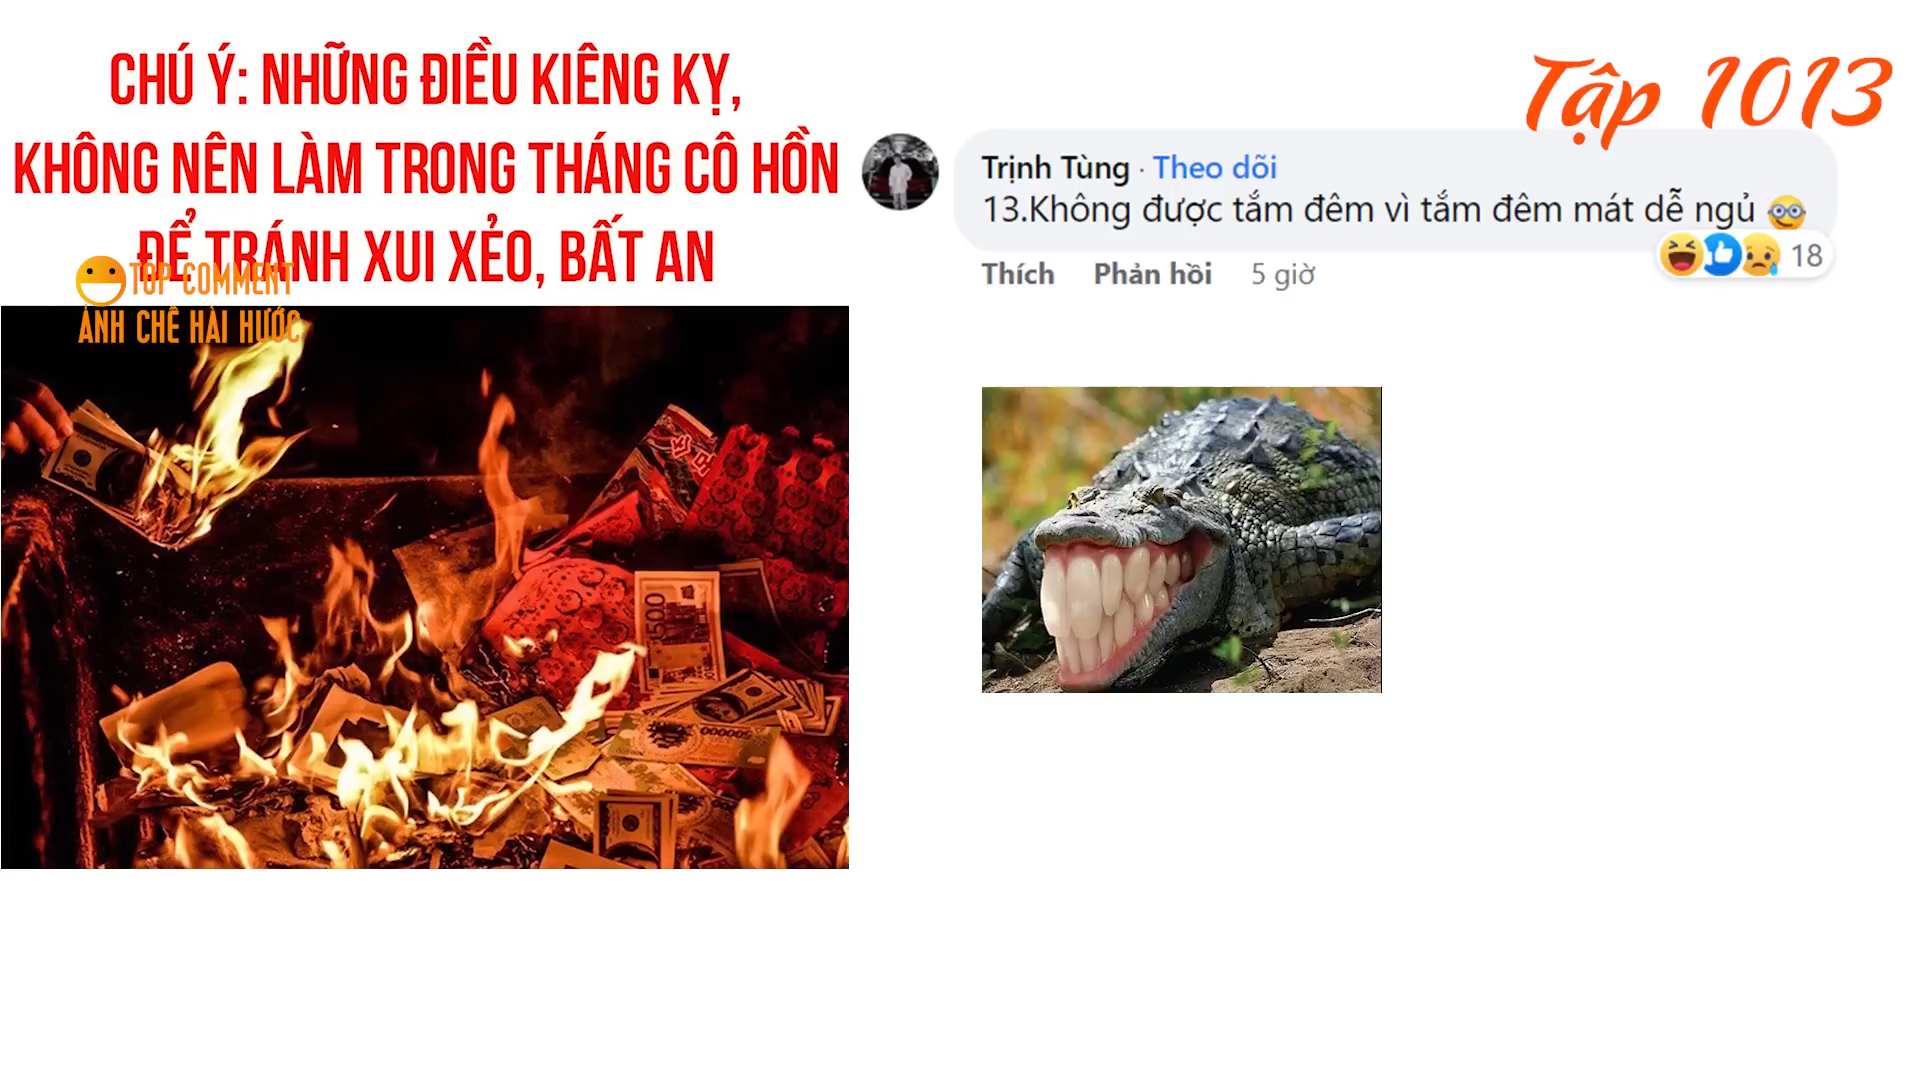 CHÚ Ý: NHỮNG ĐIỀU KIÊNG KỴ,
KHÔNG NÊN LÀM TRONG THÁNG CÔ HỒN
ĐỂ TRÁNH XUI XẺO, BẤT AN
TOP COMMENT
ẢNH CHẾ HÀI HƯỚC
Tập 1013
Trịnh Tùng · Theo dõi
13.Không được tắm đêm vì tắm đêm mát dễ ngủ
18
Thích Phản hồi 5 giờ
500
500000